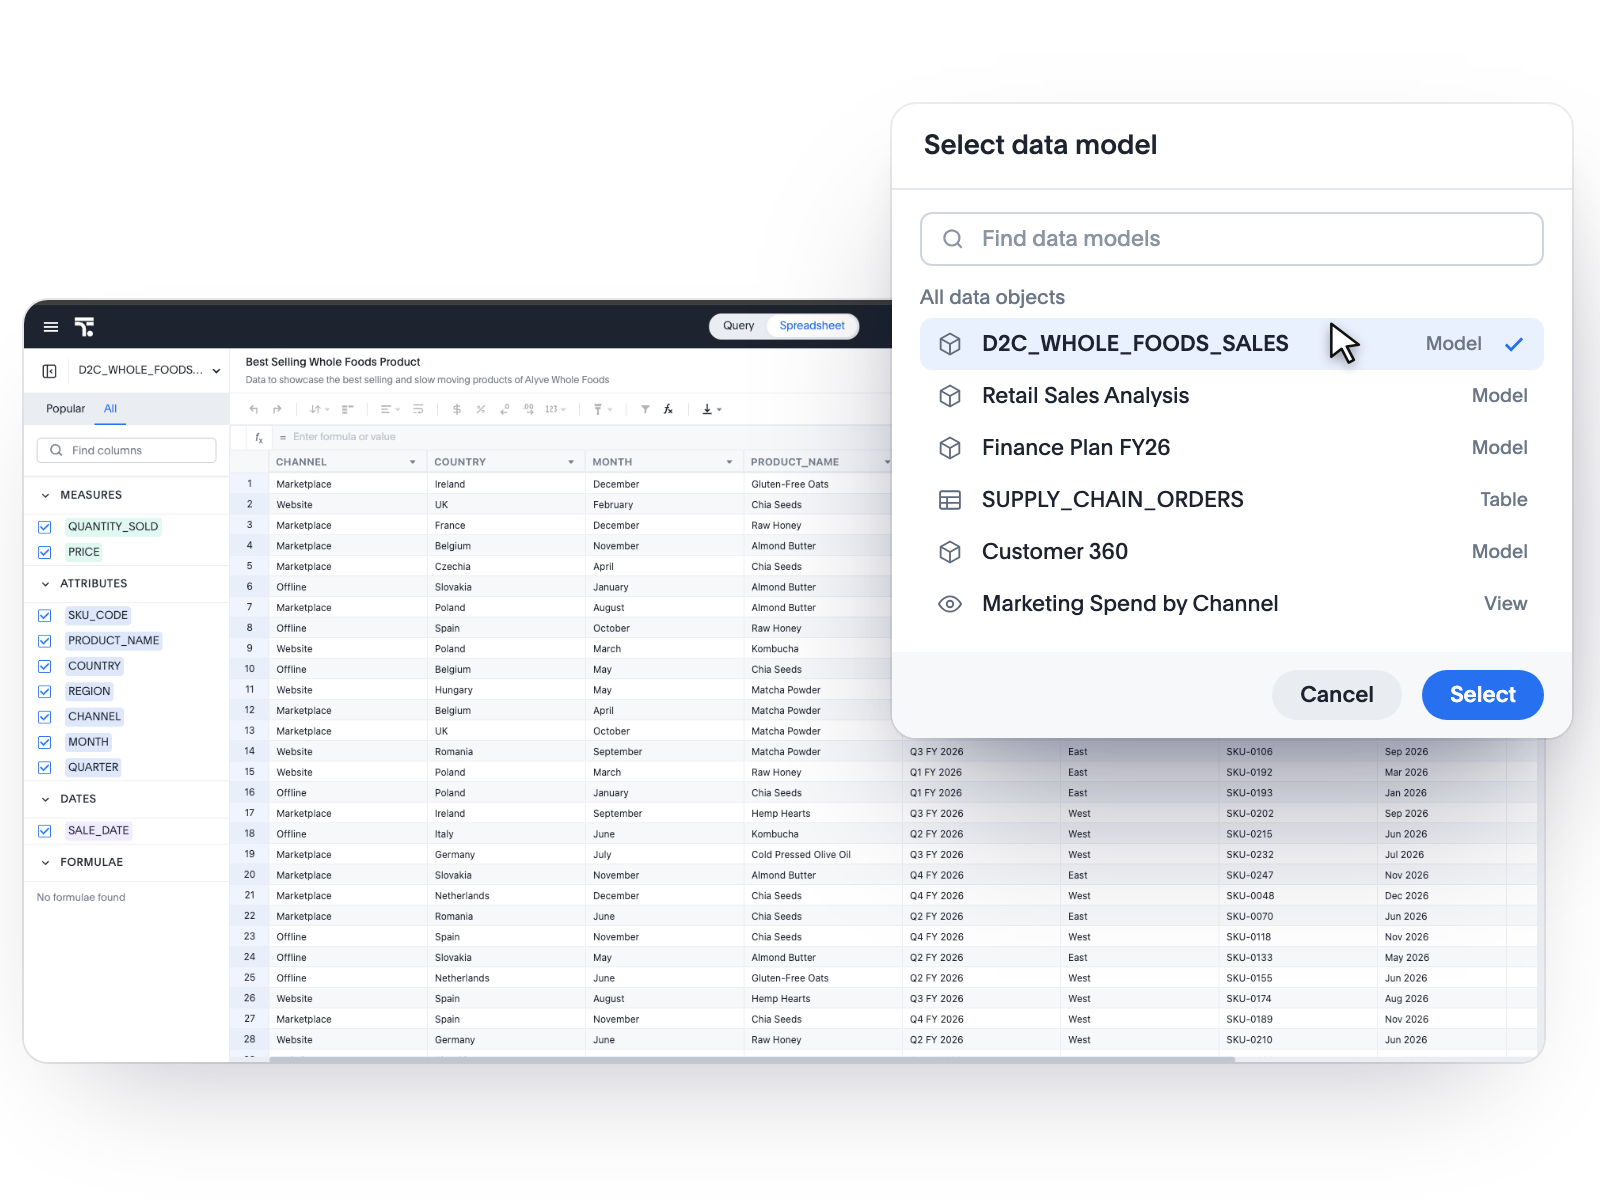 Select data model
Find data models
All data objects
D2C_WHOLE_FOODS_SALES Model
Retail Sales Analysis Model
Finance Plan FY26 Model
SUPPLY_CHAIN_ORDERS Table
Customer 360 Model
Marketing Spend by Channel View
Cancel Select
Query Spreadsheet
D2C_WHOLE_FOODS...
Popular All
Find columns
MEASURES
QUANTITY_SOLD
PRICE
ATTRIBUTES
SKU_CODE
PRODUCT_NAME
COUNTRY
REGION
CHANNEL
MONTH
QUARTER
DATES
SALE_DATE
FORMULAE
No formulae found
Best Selling Whole Foods Product
Data to showcase the best selling and slow moving products of Alyve Whole Foods
$ % .0 .00 123 fx
fx = Enter formula or value
CHANNEL COUNTRY MONTH PRODUCT_NAME
1 Marketplace Ireland December Gluten-Free Oats
2 Website UK February Chia Seeds
3 Marketplace France December Raw Honey
4 Marketplace Belgium November Almond Butter
5 Marketplace Czechia April Chia Seeds
6 Offline Slovakia January Almond Butter
7 Marketplace Poland August Almond Butter
8 Offline Spain October Raw Honey
9 Website Poland March Kombucha
10 Offline Belgium May Chia Seeds
11 Website Hungary May Matcha Powder
12 Marketplace Belgium April Matcha Powder
13 Marketplace UK October Matcha Powder
14 Website Romania September Matcha Powder Q3 FY 2026 East SKU-0106 Sep 2026
15 Website Poland March Raw Honey Q1 FY 2026 East SKU-0192 Mar 2026
16 Offline Poland January Chia Seeds Q1 FY 2026 East SKU-0193 Jan 2026
17 Marketplace Ireland September Hemp Hearts Q3 FY 2026 West SKU-0202 Sep 2026
18 Offline Italy June Kombucha Q2 FY 2026 West SKU-0215 Jun 2026
19 Marketplace Germany July Cold Pressed Olive Oil Q3 FY 2026 West SKU-0232 Jul 2026
20 Marketplace Slovakia November Almond Butter Q4 FY 2026 East SKU-0247 Nov 2026
21 Marketplace Netherlands December Chia Seeds Q4 FY 2026 West SKU-0048 Dec 2026
22 Marketplace Romania June Chia Seeds Q2 FY 2026 East SKU-0070 Jun 2026
23 Offline Spain November Chia Seeds Q4 FY 2026 West SKU-0118 Nov 2026
24 Offline Slovakia May Almond Butter Q2 FY 2026 East SKU-0133 May 2026
25 Offline Netherlands June Gluten-Free Oats Q2 FY 2026 West SKU-0155 Jun 2026
26 Website Spain August Hemp Hearts Q3 FY 2026 West SKU-0174 Aug 2026
27 Marketplace Spain November Chia Seeds Q4 FY 2026 West SKU-0189 Nov 2026
28 Website Germany June Raw Honey Q2 FY 2026 West SKU-0210 Jun 2026